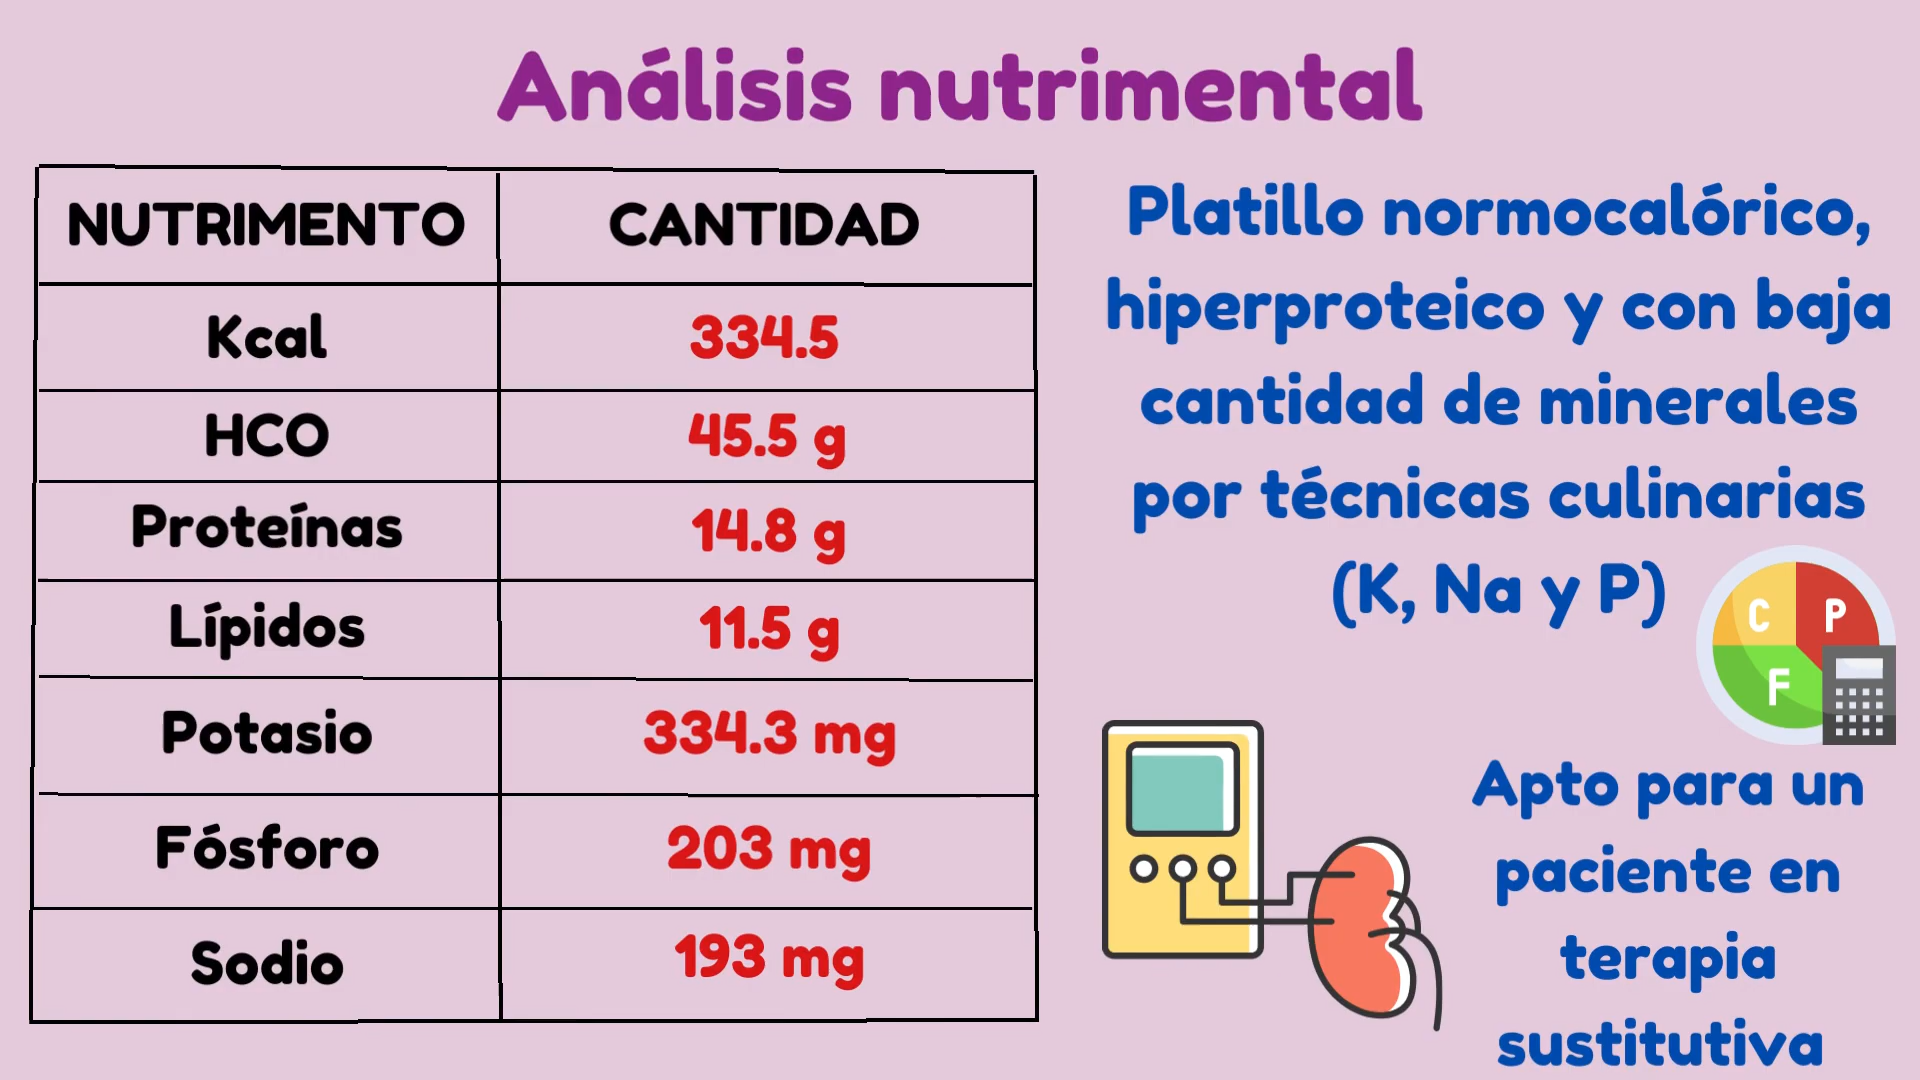 Análisis nutrimental
NUTRIMENTO CANTIDAD
Kcal 334.5
HCO 45.5 g
Proteínas 14.8 g
Lípidos 11.5 g
Potasio 334.3 mg
Fósforo 203 mg
Sodio 193 mg
Platillo normocalórico,
hiperproteico y con baja
cantidad de minerales
por técnicas culinarias
(K, Na y P)
C P
F
Apto para un
paciente en
terapia
sustitutiva